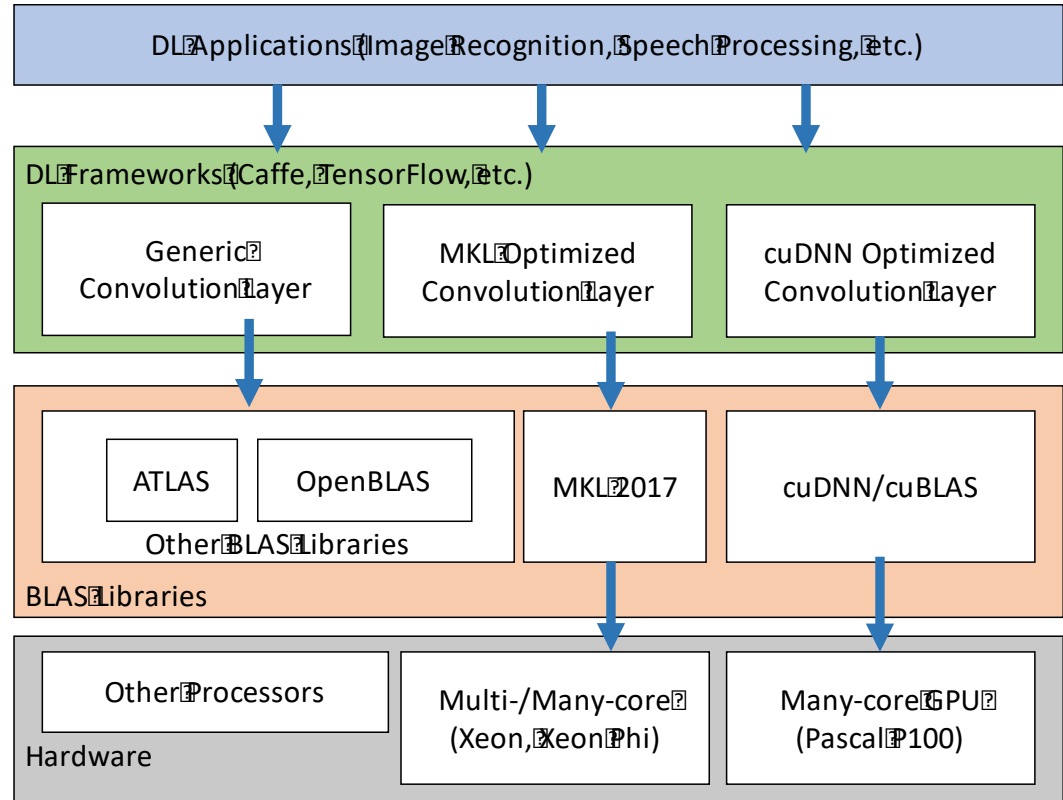 DL Applications (Image Recognition, Speech Processing, etc.)
DL Frameworks (Caffe, TensorFlow, etc.)
Generic
Convolution Layer
MKL Optimized
Convolution Layer
cuDNN Optimized
Convolution Layer
ATLAS
OpenBLAS
Other BLAS Libraries
MKL 2017
cuDNN/cuBLAS
BLAS Libraries
Other Processors
Multi-/Many-core
(Xeon, Xeon Phi)
Many-core GPU
(Pascal P100)
Hardware